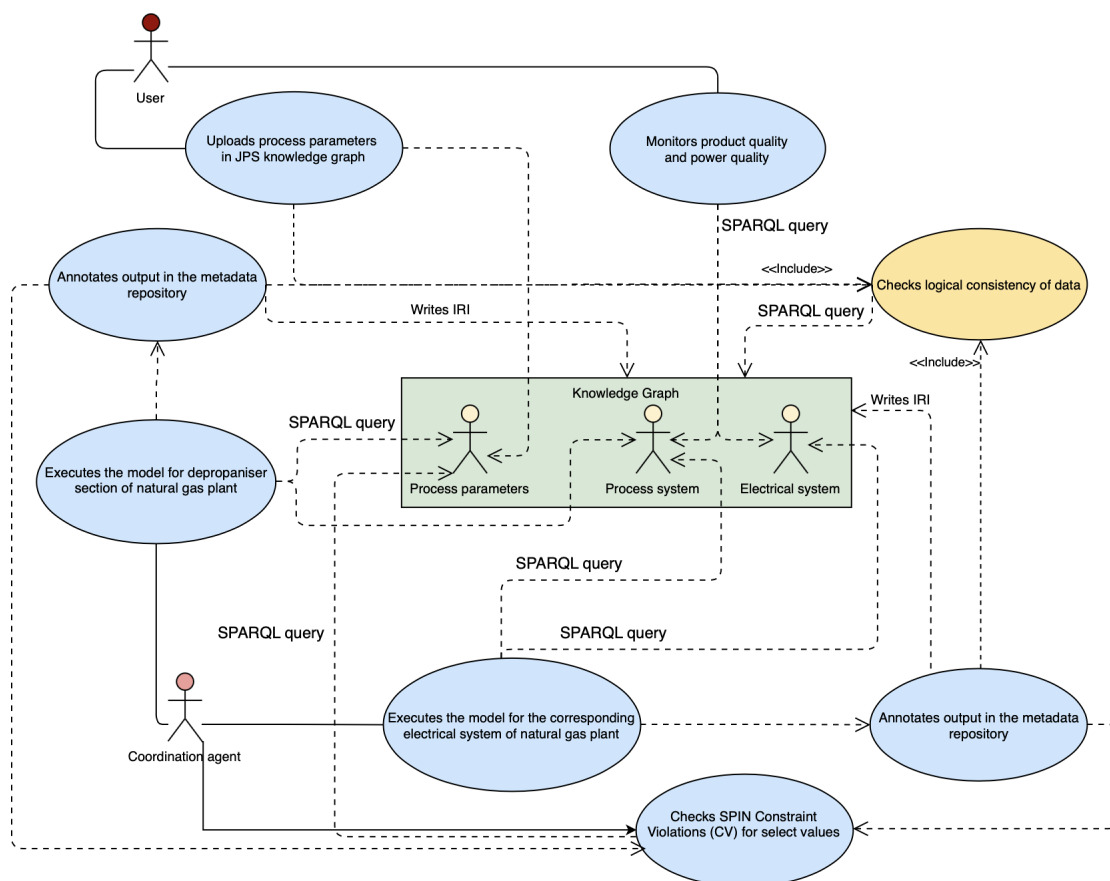 User
Uploads process parameters
in JPS knowledge graph
Monitors product quality
and power quality
SPARQL query
Annotates output in the metadata
repository
<<Include>>
Checks logical consistency of data
Writes IRI
SPARQL query
<<Include>>
Knowledge Graph
Writes IRI
SPARQL query
Executes the model for depropaniser
section of natural gas plant
Process parameters
Process system
Electrical system
SPARQL query
SPARQL query
SPARQL query
Executes the model for the corresponding
electrical system of natural gas plant
Annotates output in the metadata
repository
Coordination agent
Checks SPIN Constraint
Violations (CV) for select values